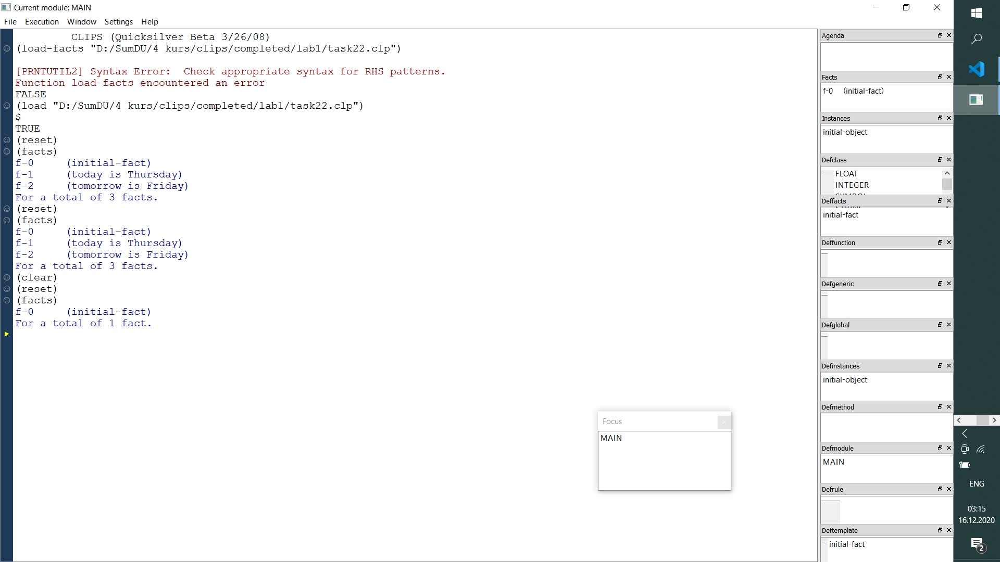 Current module: MAIN
File Execution Window Settings Help
CLIPS (Quicksilver Beta 3/26/08)
(load-facts "D:/SumDU/4 kurs/clips/completed/lab1/task22.clp")
[PRNTUTIL2] Syntax Error:  Check appropriate syntax for RHS patterns.
Function load-facts encountered an error
FALSE
(load "D:/SumDU/4 kurs/clips/completed/lab1/task22.clp")
$
TRUE
(reset)
(facts)
f-0 (initial-fact)
f-1 (today is Thursday)
f-2 (tomorrow is Friday)
For a total of 3 facts.
(reset)
(facts)
f-0 (initial-fact)
f-1 (today is Thursday)
f-2 (tomorrow is Friday)
For a total of 3 facts.
(clear)
(reset)
(facts)
f-0 (initial-fact)
For a total of 1 fact.
Focus
MAIN
Agenda
Facts
f-0 (initial-fact)
Instances
initial-object
Defclass
FLOAT
INTEGER
Deffacts
initial-fact
Deffunction
Defgeneric
Defglobal
Definstances
initial-object
Defmethod
Defmodule
MAIN
Defrule
Deftemplate
initial-fact
ENG
03:15
16.12.2020
2